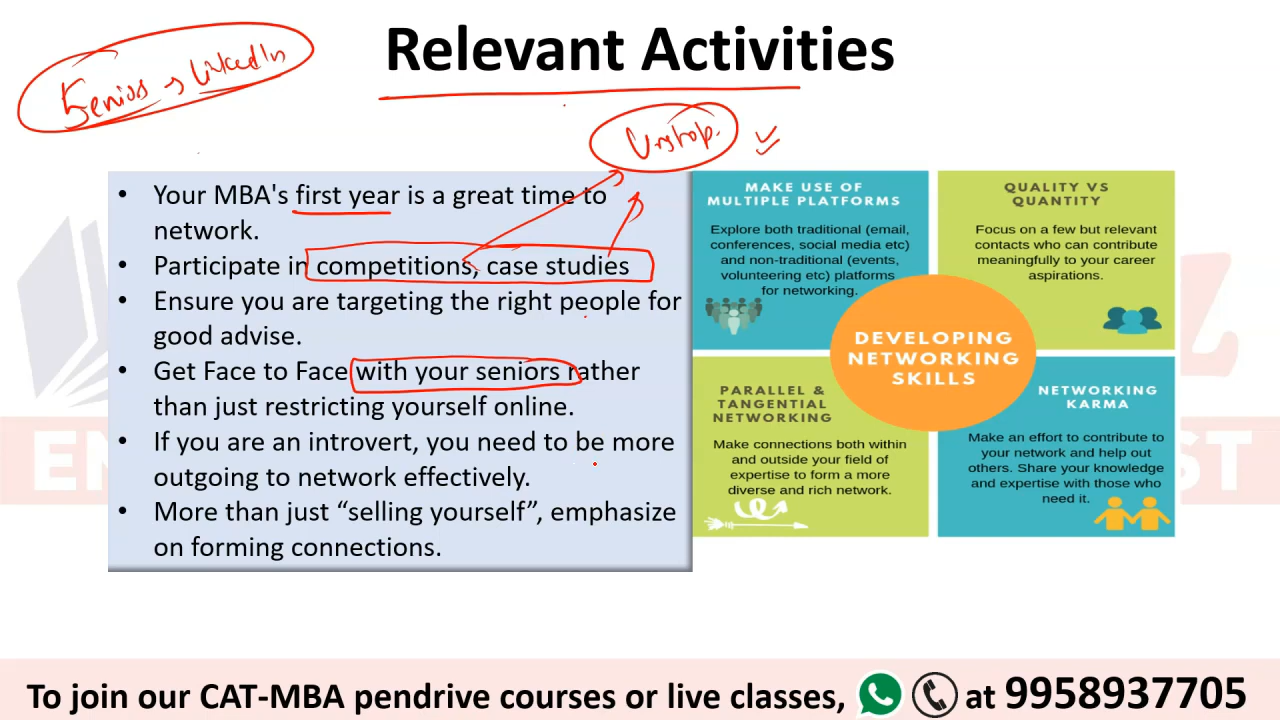 Relevant Activities
Seniors → LinkedIn
Unstop.
• Your MBA's first year is a great time to
network.
• Participate in competitions, case studies
• Ensure you are targeting the right people for
good advise.
• Get Face to Face with your seniors rather
than just restricting yourself online.
• If you are an introvert, you need to be more
outgoing to network effectively.
• More than just “selling yourself”, emphasize
on forming connections.
MAKE USE OF
MULTIPLE PLATFORMS
Explore both traditional (email,
conferences, social media etc)
and non-traditional (events,
volunteering etc) platforms
for networking.
QUALITY VS
QUANTITY
Focus on a few but relevant
contacts who can contribute
meaningfully to your career
aspirations.
DEVELOPING
NETWORKING
SKILLS
PARALLEL &
TANGENTIAL
NETWORKING
Make connections both within
and outside your field of
expertise to form a more
diverse and rich network.
NETWORKING
KARMA
Make an effort to contribute to
your network and help out
others. Share your knowledge
and expertise with those who
need it.
To join our CAT-MBA pendrive courses or live classes, at 9958937705